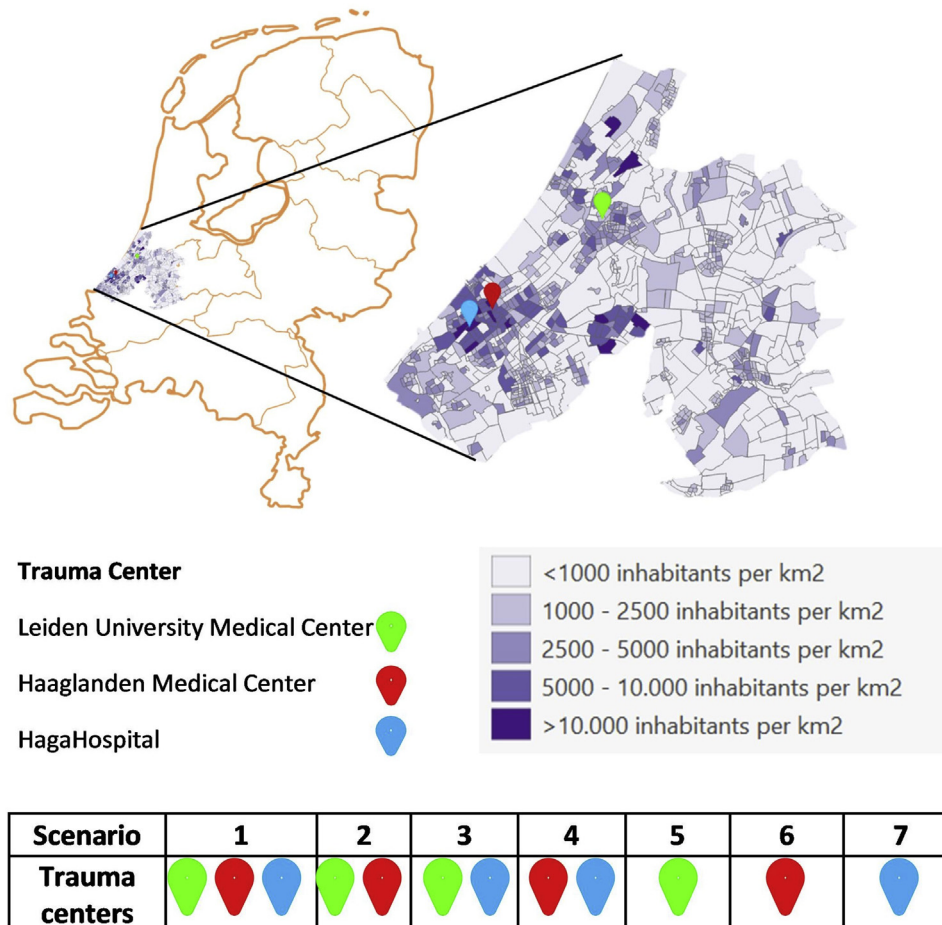 Trauma Center
Leiden University Medical Center
Haaglanden Medical Center
HagaHospital
<1000 inhabitants per km2
1000 - 2500 inhabitants per km2
2500 - 5000 inhabitants per km2
5000 - 10.000 inhabitants per km2
>10.000 inhabitants per km2
Scenario 1 2 3 4 5 6 7
Trauma
centers